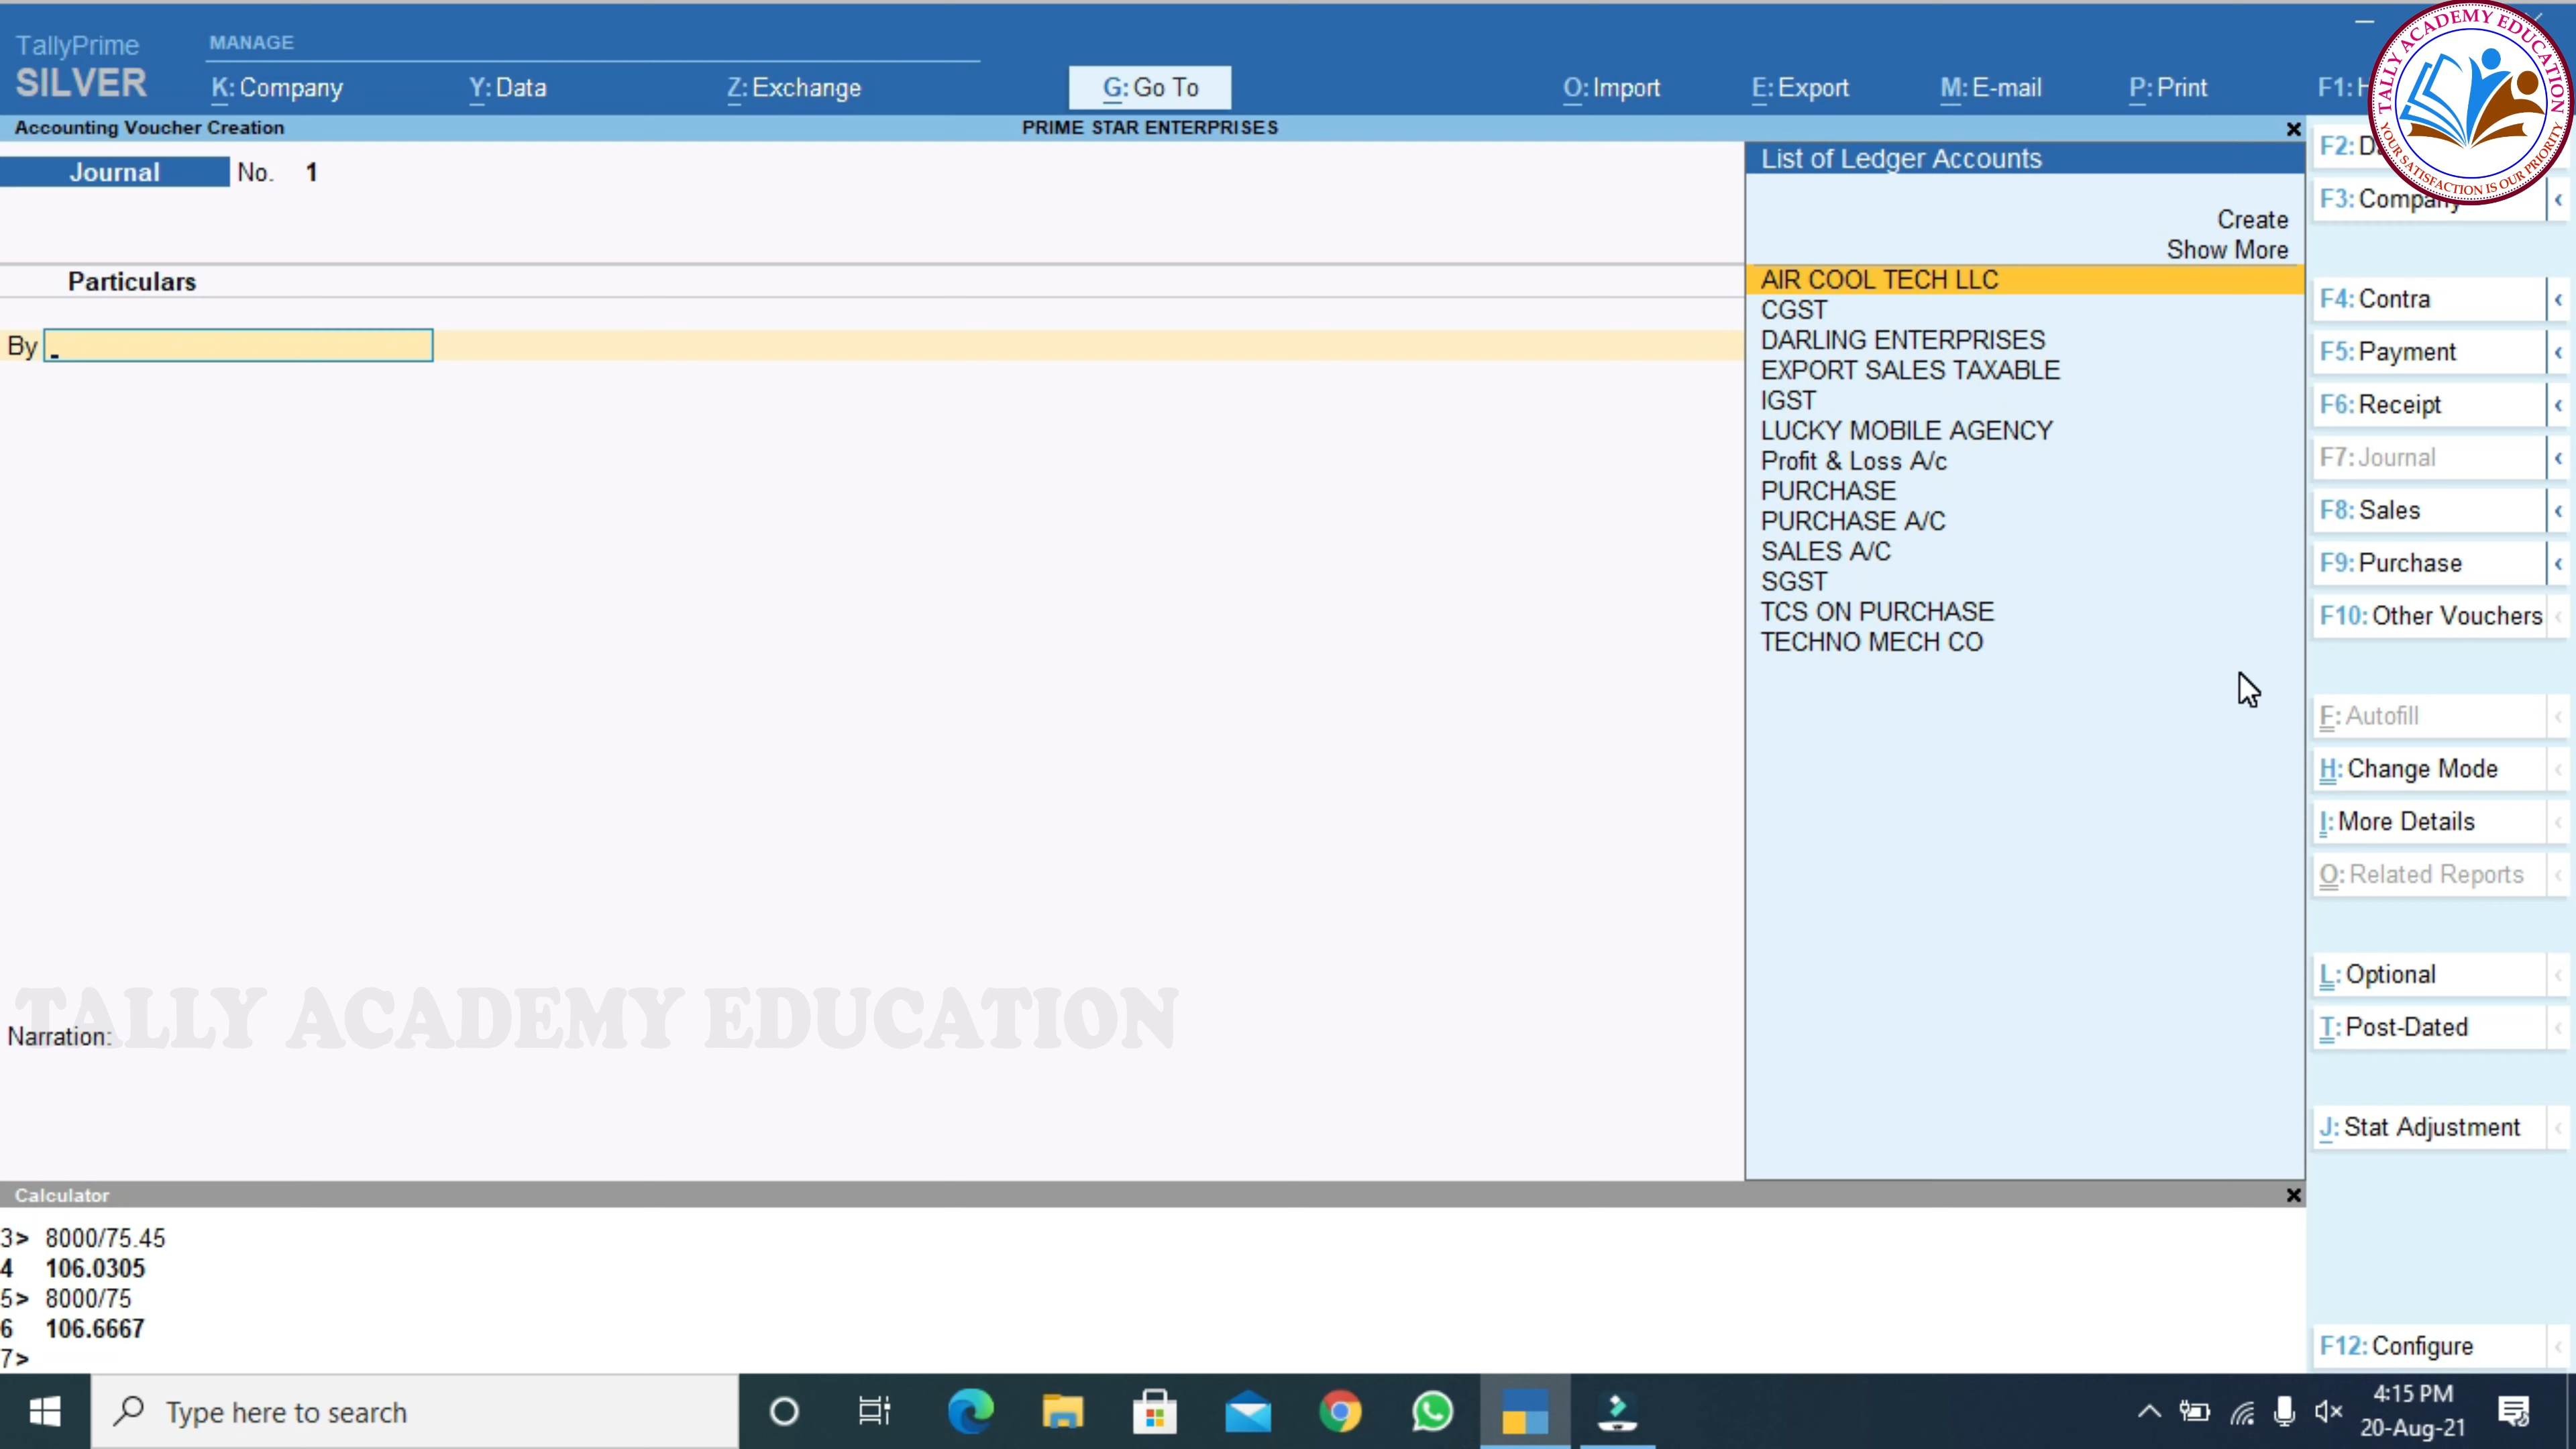 TallyPrime
SILVER
MANAGE
K: Company
Y: Data
Z: Exchange
G: Go To
O: Import
E: Export
M: E-mail
P: Print
F1:
TALLY ACADEMY EDUCATION
YOUR SATISFACTION IS OUR PRIORITY
Accounting Voucher Creation
PRIME STAR ENTERPRISES
Journal
No. 1
Particulars
By
List of Ledger Accounts
Create
Show More
AIR COOL TECH LLC
CGST
DARLING ENTERPRISES
EXPORT SALES TAXABLE
IGST
LUCKY MOBILE AGENCY
Profit & Loss A/c
PURCHASE
PURCHASE A/C
SALES A/C
SGST
TCS ON PURCHASE
TECHNO MECH CO
F2:
F3: Company
F4: Contra
F5: Payment
F6: Receipt
F7: Journal
F8: Sales
F9: Purchase
F10: Other Vouchers
F: Autofill
H: Change Mode
I: More Details
O: Related Reports
L: Optional
T: Post-Dated
J: Stat Adjustment
F12: Configure
TALLY ACADEMY EDUCATION
Narration:
Calculator
3> 8000/75.45
4 106.0305
5> 8000/75
6 106.6667
7>
Type here to search
4:15 PM
20-Aug-21